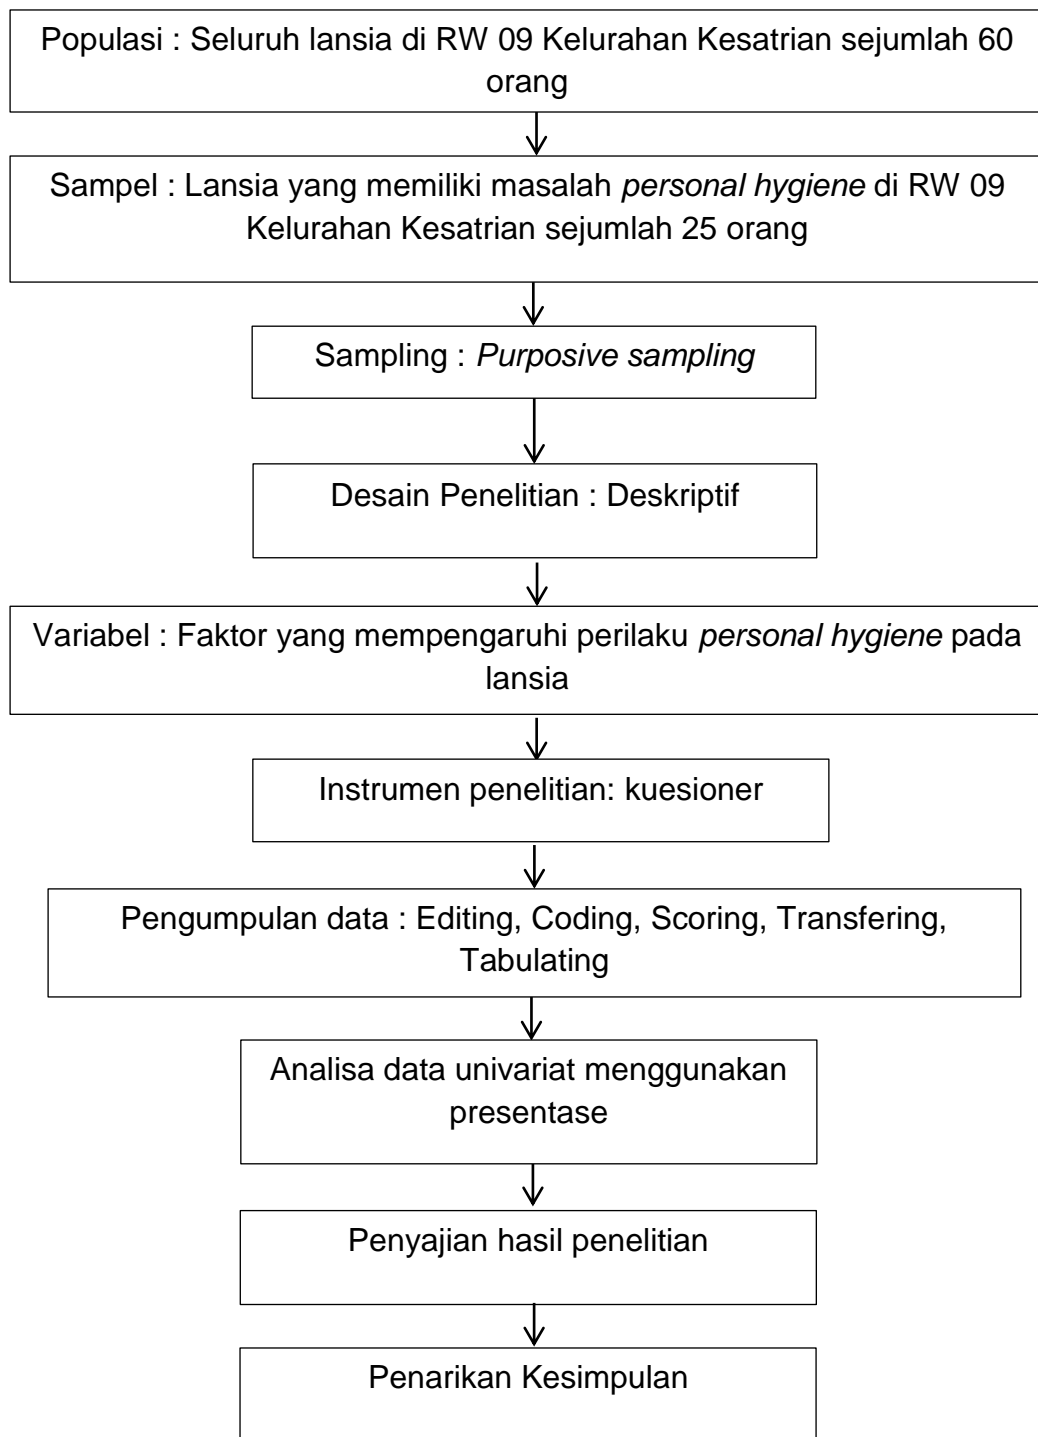 Populasi : Seluruh lansia di RW 09 Kelurahan Kesatrian sejumlah 60
orang
Sampel : Lansia yang memiliki masalah personal hygiene di RW 09
Kelurahan Kesatrian sejumlah 25 orang
Sampling : Purposive sampling
Desain Penelitian : Deskriptif
Variabel : Faktor yang mempengaruhi perilaku personal hygiene pada
lansia
Instrumen penelitian: kuesioner
Pengumpulan data : Editing, Coding, Scoring, Transfering,
Tabulating
Analisa data univariat menggunakan
presentase
Penyajian hasil penelitian
Penarikan Kesimpulan